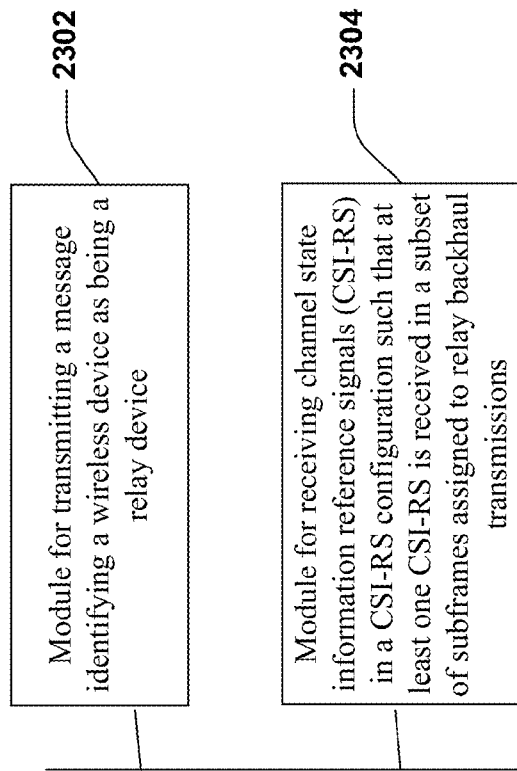 Module for transmitting a message
identifying a wireless device as being a
relay device
2302
Module for receiving channel state
information reference signals (CSI-RS)
in a CSI-RS configuration such that at
least one CSI-RS is received in a subset
of subframes assigned to relay backhaul
transmissions
2304